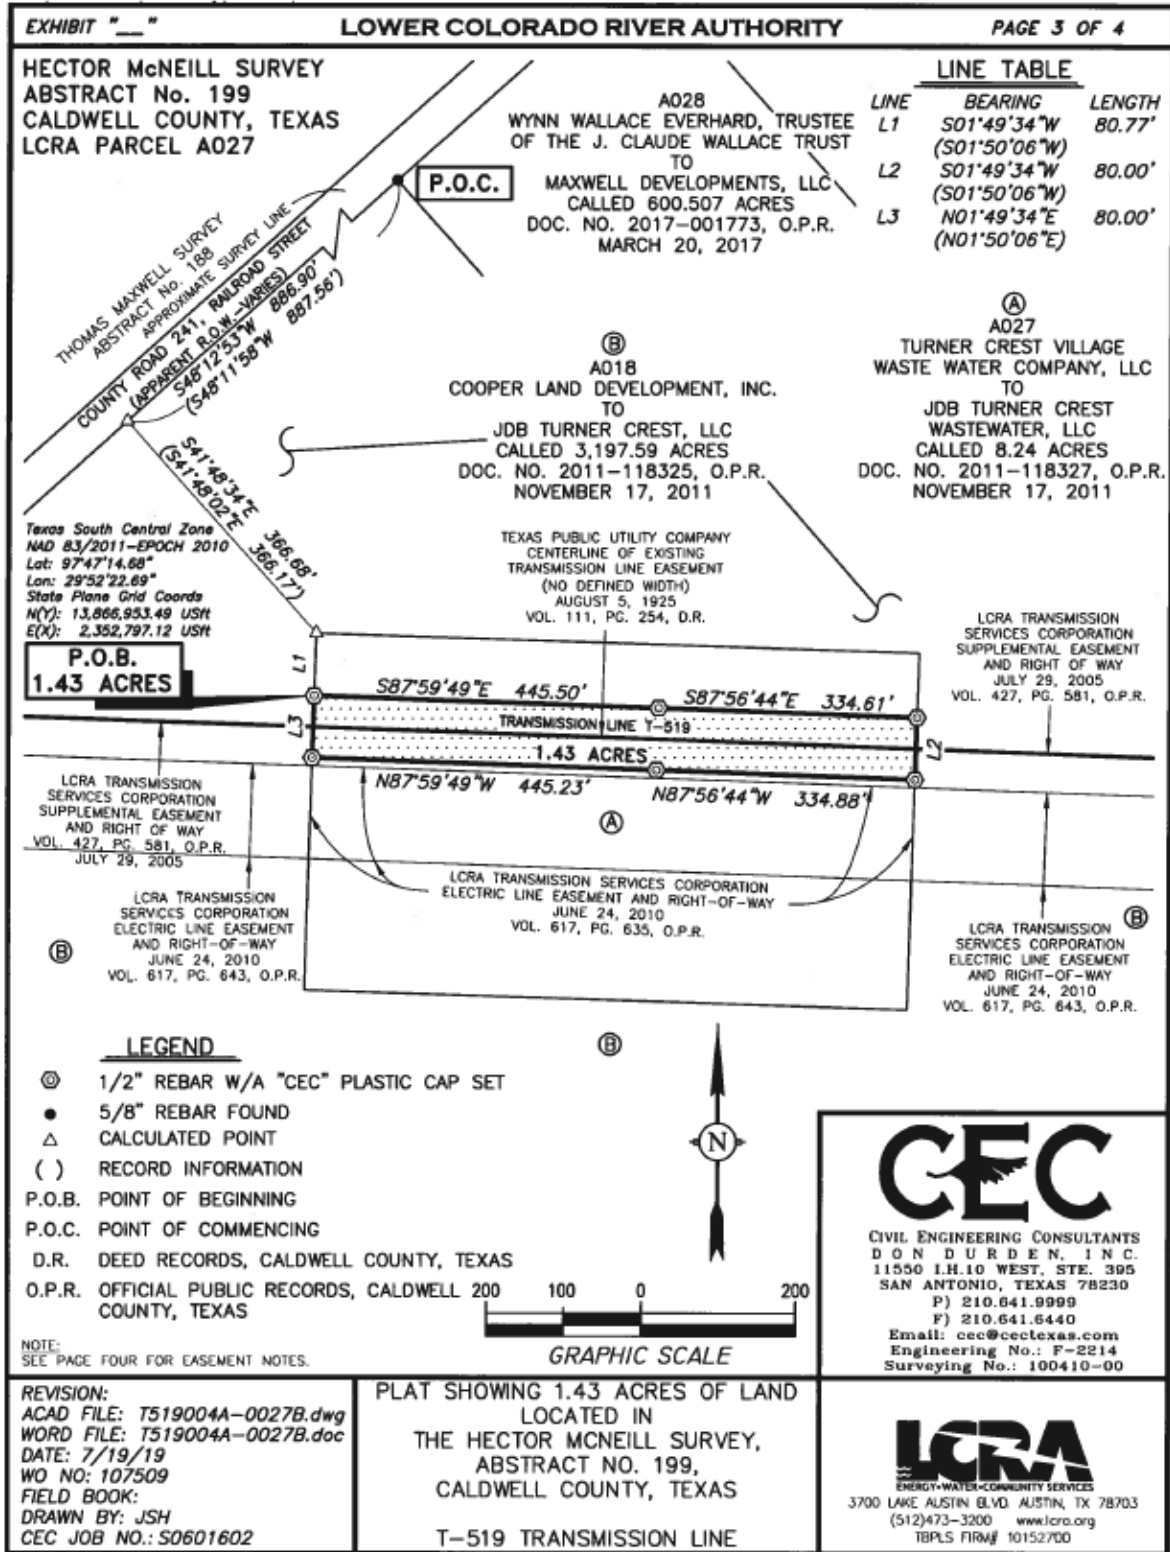 EXHIBIT "__"
LOWER COLORADO RIVER AUTHORITY
PAGE 3 OF 4
HECTOR McNEILL SURVEY
ABSTRACT No. 199
CALDWELL COUNTY, TEXAS
LCRA PARCEL A027
P.O.C.
A028
WYNN WALLACE EVERHARD, TRUSTEE
OF THE J. CLAUDE WALLACE TRUST
TO
MAXWELL DEVELOPMENTS, LLC
CALLED 600.507 ACRES
DOC. NO. 2017-001773, O.P.R.
MARCH 20, 2017
LINE TABLE
LINE BEARING LENGTH
L1 S01°49'34"W 80.77'
(S01°50'06"W)
L2 S01°49'34"W 80.00'
(S01°50'06"W)
L3 N01°49'34"E 80.00'
(N01°50'06"E)
THOMAS MAXWELL SURVEY
ABSTRACT No. 188
APPROXIMATE SURVEY LINE
COUNTY ROAD 241, RAILROAD STREET
(APPARENT R.O.W.-VARIES)
S48°12'53"W 886.90'
(S48°11'58"W 887.56')
Ⓑ
A018
COOPER LAND DEVELOPMENT, INC.
TO
JDB TURNER CREST, LLC
CALLED 3,197.59 ACRES
DOC. NO. 2011-118325, O.P.R.
NOVEMBER 17, 2011
Ⓐ
A027
TURNER CREST VILLAGE
WASTE WATER COMPANY, LLC
TO
JDB TURNER CREST
WASTEWATER, LLC
CALLED 8.24 ACRES
DOC. NO. 2011-118327, O.P.R.
NOVEMBER 17, 2011
S41°48'34"E 366.68'
(S41°48'02"E 366.17')
Texas South Central Zone
NAD 83/2011-EPOCH 2010
Lat: 97°47'14.68"
Lon: 29°52'22.69"
State Plane Grid Coords
N(Y): 13,866,953.49 USft
E(X): 2,352,797.12 USft
P.O.B.
1.43 ACRES
TEXAS PUBLIC UTILITY COMPANY
CENTERLINE OF EXISTING
TRANSMISSION LINE EASEMENT
(NO DEFINED WIDTH)
AUGUST 5, 1925
VOL. 111, PG. 254, D.R.
LCRA TRANSMISSION
SERVICES CORPORATION
SUPPLEMENTAL EASEMENT
AND RIGHT OF WAY
JULY 29, 2005
VOL. 427, PG. 581, O.P.R.
L1
S87°59'49"E 445.50'
S87°56'44"E 334.61'
L3
TRANSMISSION LINE T-519
L2
1.43 ACRES
N87°59'49"W 445.23'
N87°56'44"W 334.88'
LCRA TRANSMISSION
SERVICES CORPORATION
SUPPLEMENTAL EASEMENT
AND RIGHT OF WAY
VOL. 427, PG. 581, O.P.R.
JULY 29, 2005
Ⓐ
LCRA TRANSMISSION SERVICES CORPORATION
ELECTRIC LINE EASEMENT AND RIGHT-OF-WAY
JUNE 24, 2010
VOL. 617, PG. 635, O.P.R.
LCRA TRANSMISSION
SERVICES CORPORATION
ELECTRIC LINE EASEMENT
AND RIGHT-OF-WAY
JUNE 24, 2010
VOL. 617, PG. 643, O.P.R.
Ⓑ
LCRA TRANSMISSION
SERVICES CORPORATION
ELECTRIC LINE EASEMENT
AND RIGHT-OF-WAY
JUNE 24, 2010
VOL. 617, PG. 643, O.P.R.
Ⓑ
Ⓑ
LEGEND
1/2" REBAR W/A "CEC" PLASTIC CAP SET
5/8" REBAR FOUND
CALCULATED POINT
( ) RECORD INFORMATION
P.O.B. POINT OF BEGINNING
P.O.C. POINT OF COMMENCING
D.R. DEED RECORDS, CALDWELL COUNTY, TEXAS
O.P.R. OFFICIAL PUBLIC RECORDS, CALDWELL
COUNTY, TEXAS
NOTE:
SEE PAGE FOUR FOR EASEMENT NOTES.
N
200 100 0 200
GRAPHIC SCALE
CEC
CIVIL ENGINEERING CONSULTANTS
DON DURDEN, INC.
11550 I.H.10 WEST, STE. 395
SAN ANTONIO, TEXAS 78230
P) 210.641.9999
F) 210.641.6440
Email: cec@cectexas.com
Engineering No.: F-2214
Surveying No.: 100410-00
REVISION:
ACAD FILE: T519004A-0027B.dwg
WORD FILE: T519004A-0027B.doc
DATE: 7/19/19
WO NO: 107509
FIELD BOOK:
DRAWN BY: JSH
CEC JOB NO.: S0601602
PLAT SHOWING 1.43 ACRES OF LAND
LOCATED IN
THE HECTOR MCNEILL SURVEY,
ABSTRACT NO. 199,
CALDWELL COUNTY, TEXAS
T-519 TRANSMISSION LINE
LCRA
ENERGY•WATER•COMMUNITY SERVICES
3700 LAKE AUSTIN BLVD. AUSTIN, TX 78703
(512)473-3200 www.lcra.org
TBPLS FIRM# 10152700